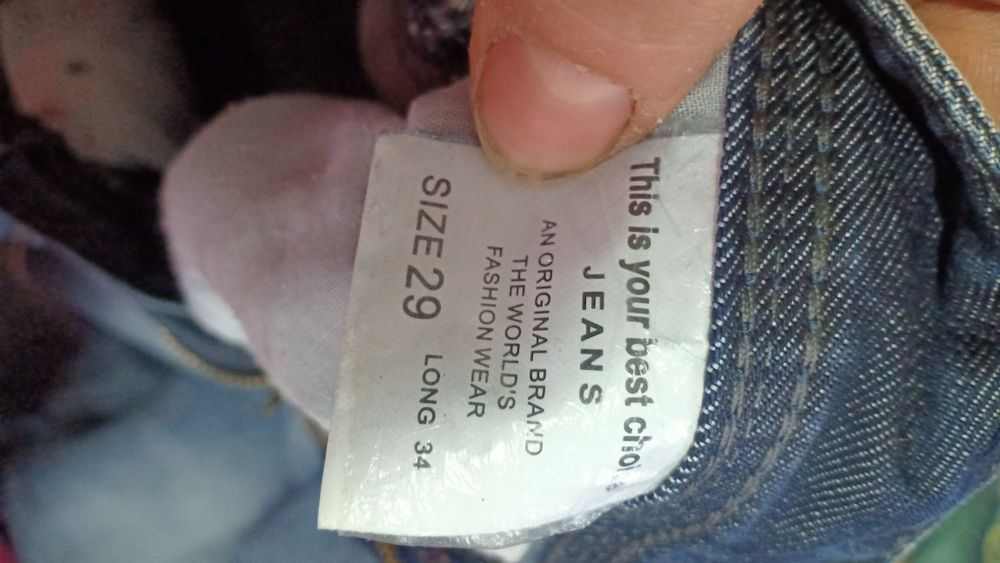 This is your best
JEANS
AN ORIGINAL BRAND
THE WORLD'S
FASHION WEAR
SIZE 29 LONG 34